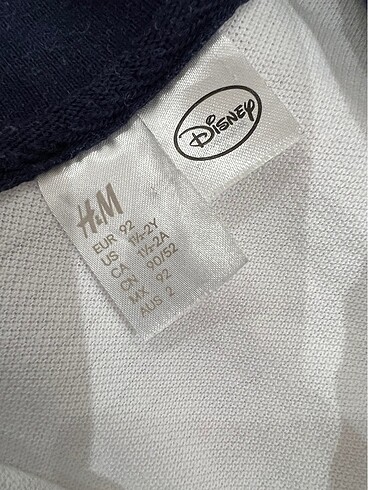 DISNEY
H&M
EUR 92
US 1½-2Y
CA 1½-2A
CN 90/52
MX 92
AUS 2